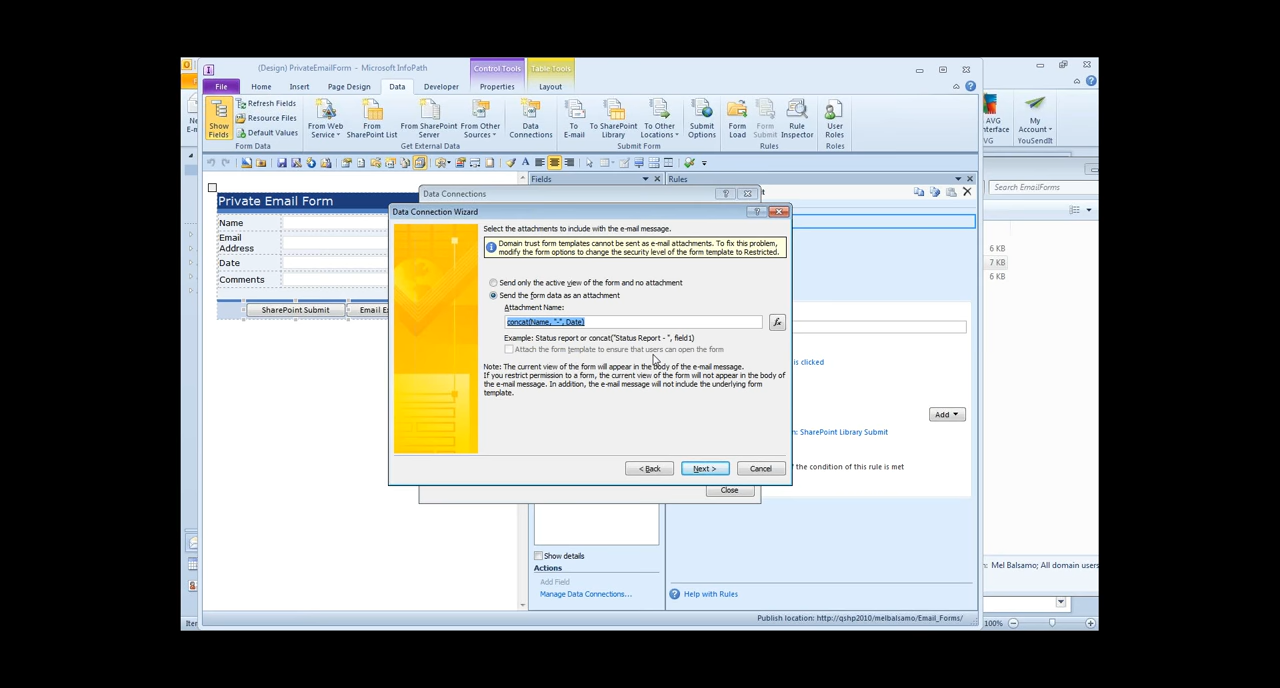 (Design) PrivateEmailForm - Microsoft InfoPath
Control Tools
Table Tools
File
Home
Insert
Page Design
Data
Developer
Properties
Layout
Show Fields
Refresh Fields
Resource Files
Default Values
From Web Service
From SharePoint List
From SharePoint Server
From Other Sources
Data Connections
To E-mail
To SharePoint Library
To Other Locations
Submit Options
Form Load
Form Submit
Rule Inspector
User Roles
AVG
My Account
Form Data
Get External Data
Submit Form
Rules
Roles
YouSendIt
Fields
Rules
Search EmailForms
Data Connections
Private Email Form
Name
Email Address
Date
Comments
SharePoint Submit
Data Connection Wizard
Select the attachments to include with the e-mail message.
Domain trust form templates cannot be sent as e-mail attachments. To fix this problem,
modify the form options to change the security level of the form template to Restricted.
Send only the active view of the form and no attachment
Send the form data as an attachment
Attachment Name:
concat(Name, "-", Date)
fx
Example: Status report or concat("Status Report - ", field1)
Attach the form template to ensure that users can open the form
Note: The current view of the form will appear in the body of the e-mail message.
If you restrict permission to a form, the current view of the form will not appear in the body of
the e-mail message. In addition, the e-mail message will not include the underlying form
template.
< Back
Next >
Cancel
Close
6 KB
7 KB
6 KB
is clicked
Add
: SharePoint Library Submit
the condition of this rule is met
Show details
Actions
Add Field
Manage Data Connections...
Help with Rules
: Mel Balsamo; All domain users
Publish location: http://qshp2010/melbalsamo/Email_Forms/
100%